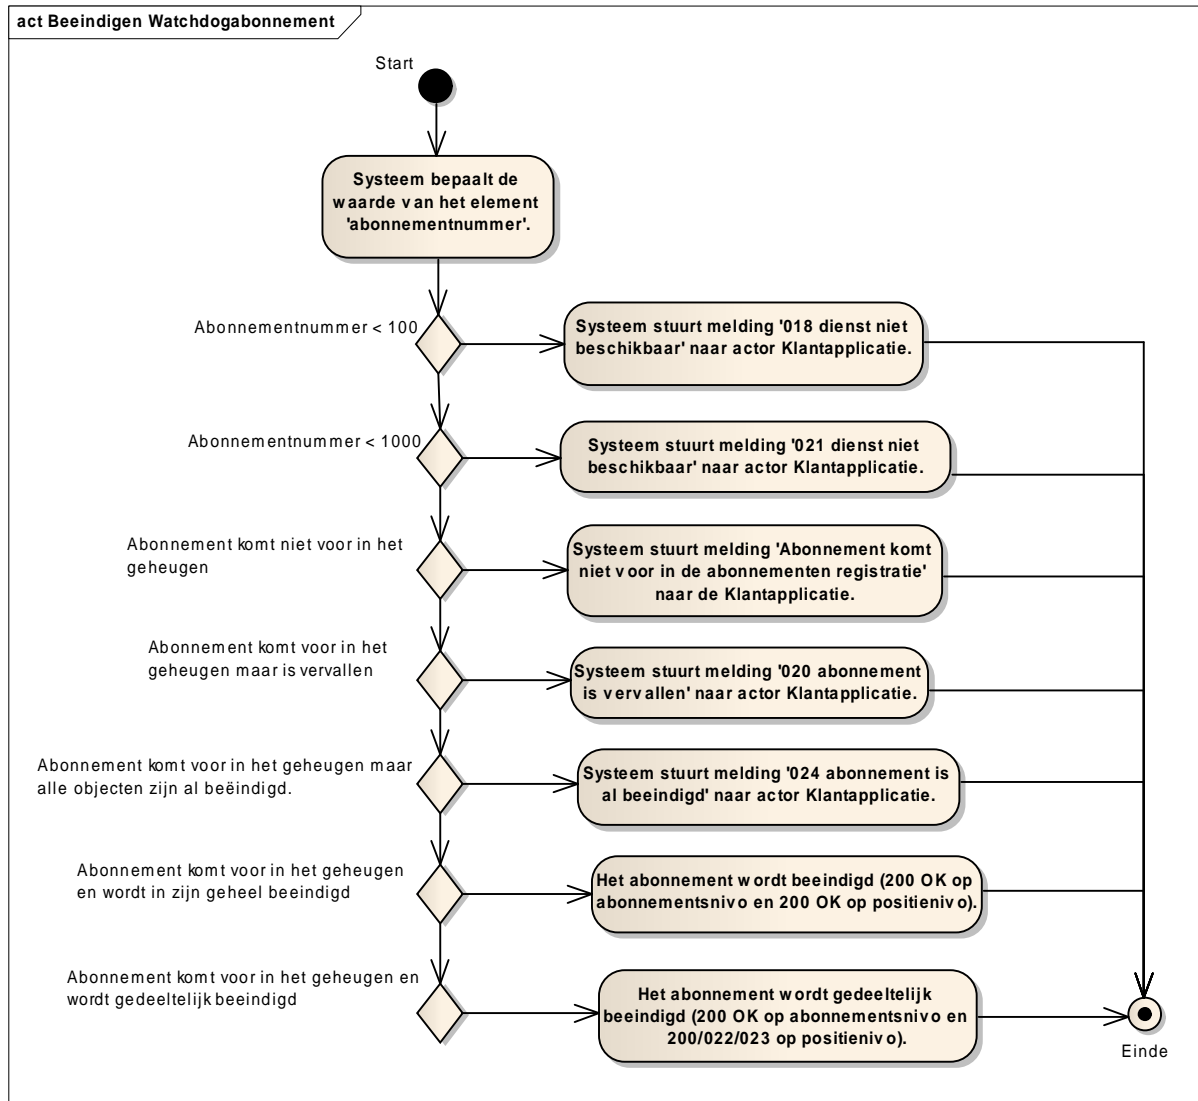 act Beeindigen Watchdogabonnement
Start
Systeem bepaalt de
waarde van het element
'abonnementnummer'.
Abonnementnummer < 100
Systeem stuurt melding '018 dienst niet
beschikbaar' naar actor Klantapplicatie.
Abonnementnummer < 1000
Systeem stuurt melding '021 dienst niet
beschikbaar' naar actor Klantapplicatie.
Abonnement komt niet voor in het
geheugen
Systeem stuurt melding 'Abonnement komt
niet voor in de abonnementen registratie'
naar de Klantapplicatie.
Abonnement komt voor in het
geheugen maar is vervallen
Systeem stuurt melding '020 abonnement
is vervallen' naar actor Klantapplicatie.
Abonnement komt voor in het geheugen maar
alle objecten zijn al beëindigd.
Systeem stuurt melding '024 abonnement is
al beeindigd' naar actor Klantapplicatie.
Abonnement komt voor in het geheugen
en wordt in zijn geheel beeindigd
Het abonnement wordt beeindigd (200 OK op
abonnementsnivo en 200 OK op positienivo).
Abonnement komt voor in het geheugen en
wordt gedeeltelijk beeindigd
Het abonnement wordt gedeeltelijk
beeindigd (200 OK op abonnementsnivo en
200/022/023 op positienivo).
Einde